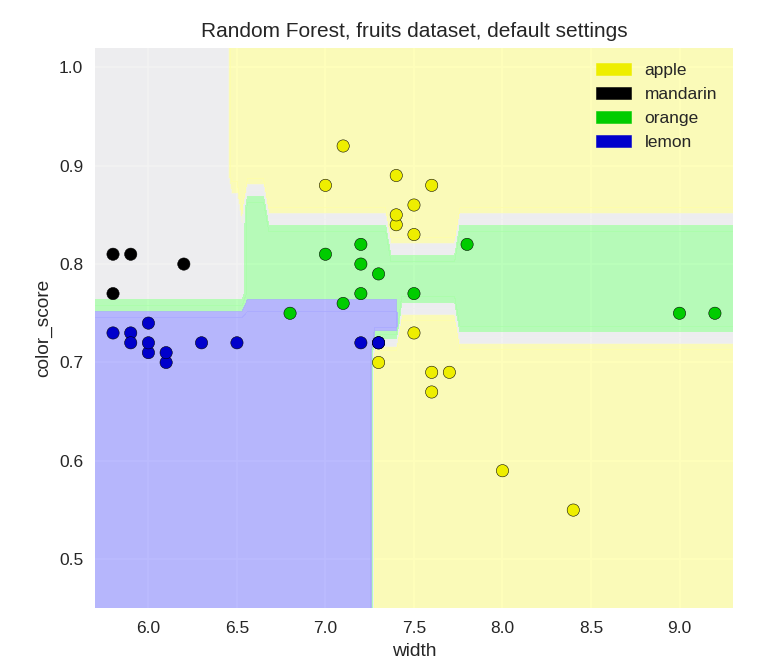 Random Forest, fruits dataset, default settings
apple
mandarin
orange
lemon
1.0
0.9
0.8
0.7
0.6
0.5
color_score
6.0 6.5 7.0 7.5 8.0 8.5 9.0
width